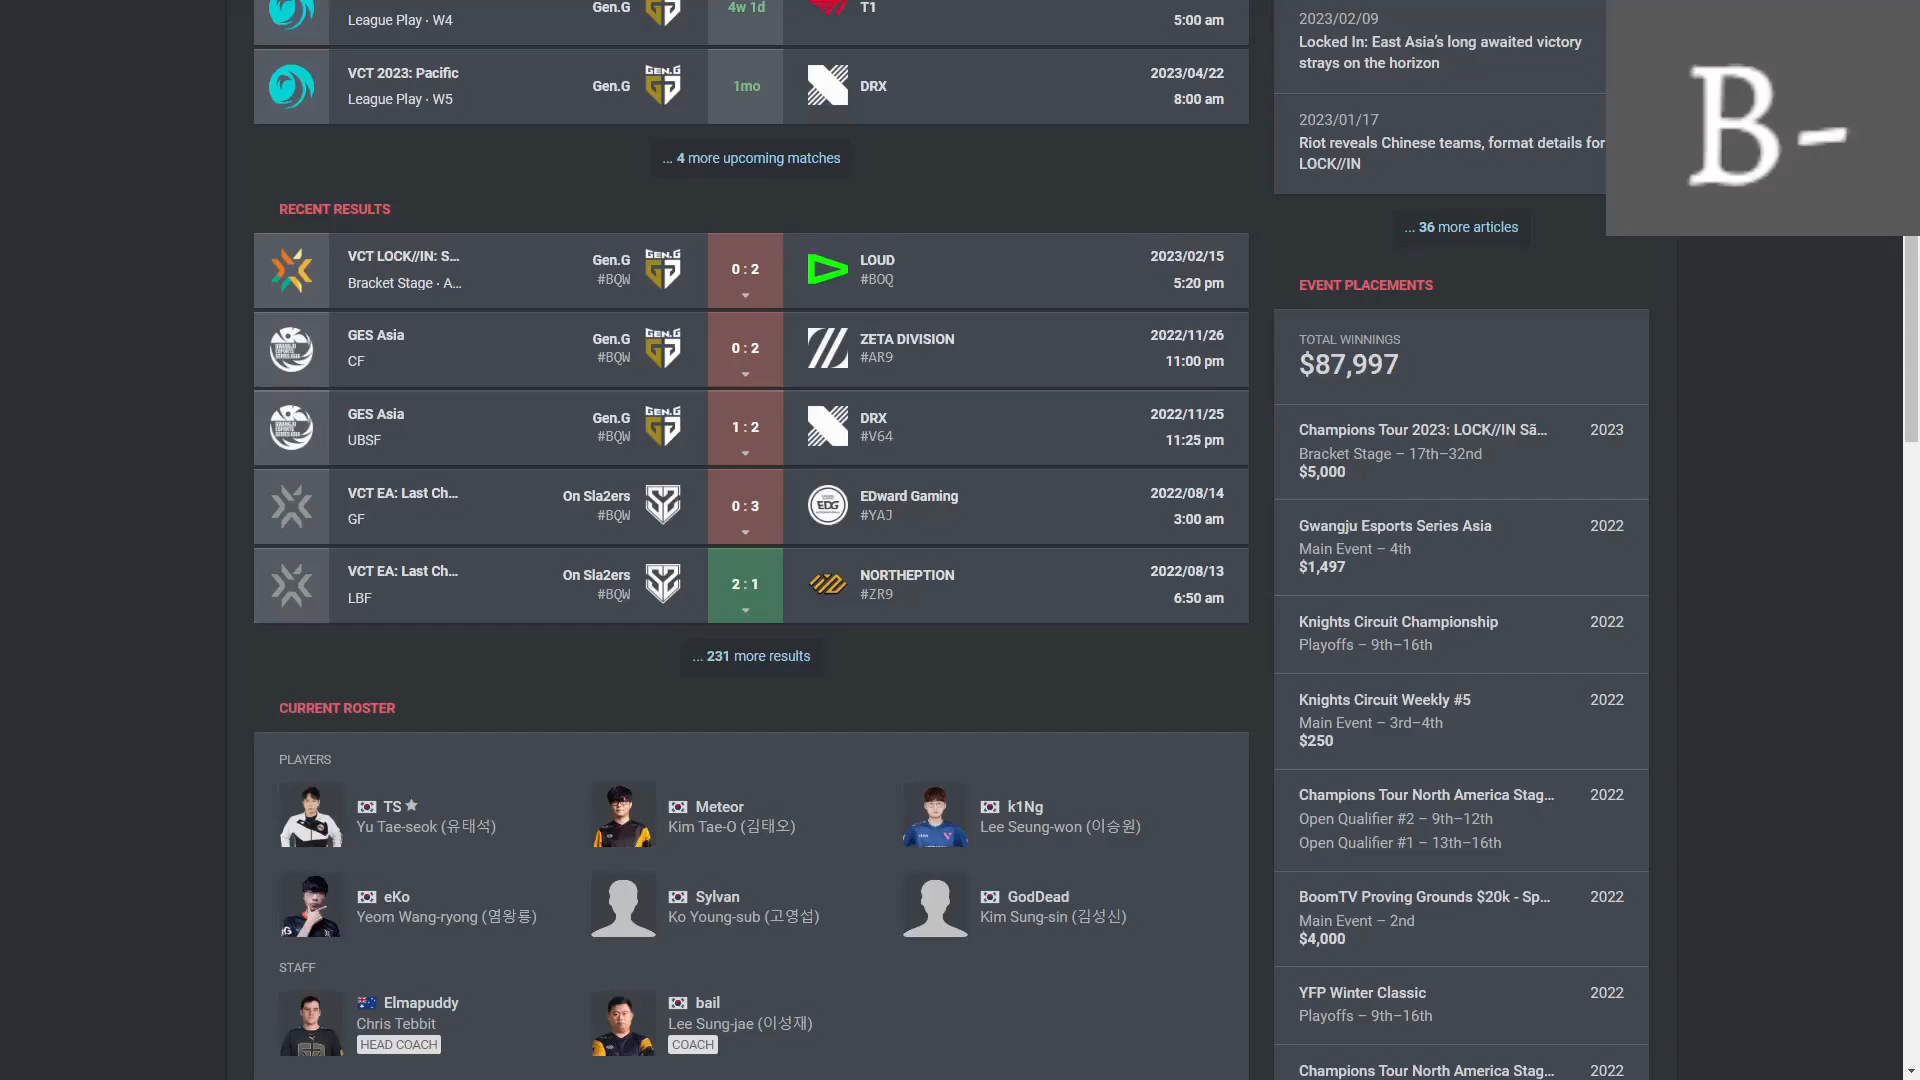 League Play · W4
Gen.G
4w 1d
T1
5:00 am
VCT 2023: Pacific
League Play · W5
Gen.G
GEN.G
1mo
DRX
2023/04/22
8:00 am
... 4 more upcoming matches
RECENT RESULTS
VCT LOCK//IN: S...
Bracket Stage · A...
Gen.G
#BQW
GEN.G
0 : 2
LOUD
#BOQ
2023/02/15
5:20 pm
GES Asia
CF
Gen.G
#BQW
GEN.G
0 : 2
ZETA DIVISION
#AR9
2022/11/26
11:00 pm
GES Asia
UBSF
Gen.G
#BQW
GEN.G
1 : 2
DRX
#V64
2022/11/25
11:25 pm
VCT EA: Last Ch...
GF
On Sla2ers
#BQW
0 : 3
EDG
EDward Gaming
#YAJ
2022/08/14
3:00 am
VCT EA: Last Ch...
LBF
On Sla2ers
#BQW
2 : 1
NORTHEPTION
#ZR9
2022/08/13
6:50 am
... 231 more results
CURRENT ROSTER
PLAYERS
TS
Yu Tae-seok (유태석)
Meteor
Kim Tae-O (김태오)
k1Ng
Lee Seung-won (이승원)
eKo
Yeom Wang-ryong (염왕룡)
Sylvan
Ko Young-sub (고영섭)
GodDead
Kim Sung-sin (김성신)
STAFF
Elmapuddy
Chris Tebbit
HEAD COACH
bail
Lee Sung-jae (이성재)
COACH
2023/02/09
Locked In: East Asia's long awaited victory
strays on the horizon
2023/01/17
Riot reveals Chinese teams, format details for
LOCK//IN
... 36 more articles
B-
EVENT PLACEMENTS
TOTAL WINNINGS
$87,997
Champions Tour 2023: LOCK//IN Sã... 2023
Bracket Stage – 17th–32nd
$5,000
Gwangju Esports Series Asia 2022
Main Event – 4th
$1,497
Knights Circuit Championship 2022
Playoffs – 9th–16th
Knights Circuit Weekly #5 2022
Main Event – 3rd–4th
$250
Champions Tour North America Stag... 2022
Open Qualifier #2 – 9th–12th
Open Qualifier #1 – 13th–16th
BoomTV Proving Grounds $20k - Sp... 2022
Main Event – 2nd
$4,000
YFP Winter Classic 2022
Playoffs – 9th–16th
Champions Tour North America Stag... 2022